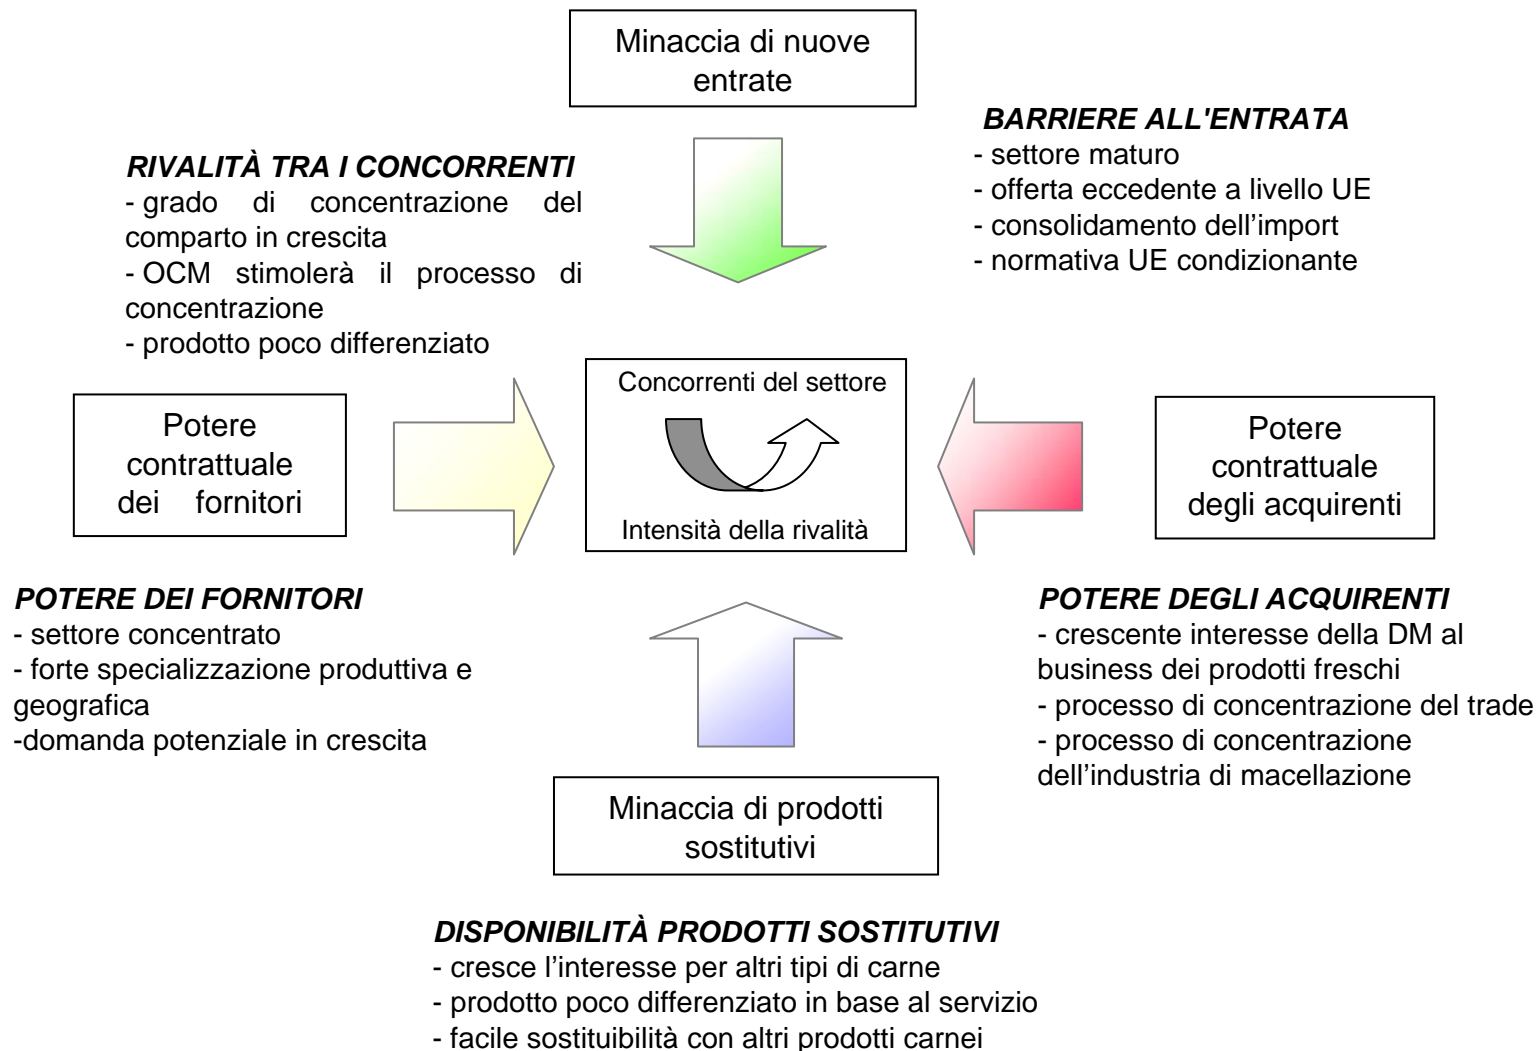 Minaccia di nuove
entrate
BARRIERE ALL'ENTRATA
- settore maturo
- offerta eccedente a livello UE
- consolidamento dell’import
- normativa UE condizionante
RIVALITÀ TRA I CONCORRENTI
- grado di concentrazione del
comparto in crescita
- OCM stimolerà il processo di
concentrazione
- prodotto poco differenziato
Potere
contrattuale
dei fornitori
Concorrenti del settore
Intensità della rivalità
Potere
contrattuale
degli acquirenti
POTERE DEI FORNITORI
- settore concentrato
- forte specializzazione produttiva e
geografica
-domanda potenziale in crescita
POTERE DEGLI ACQUIRENTI
- crescente interesse della DM al
business dei prodotti freschi
- processo di concentrazione del trade
- processo di concentrazione
dell’industria di macellazione
Minaccia di prodotti
sostitutivi
DISPONIBILITÀ PRODOTTI SOSTITUTIVI
- cresce l’interesse per altri tipi di carne
- prodotto poco differenziato in base al servizio
- facile sostituibilità con altri prodotti carnei